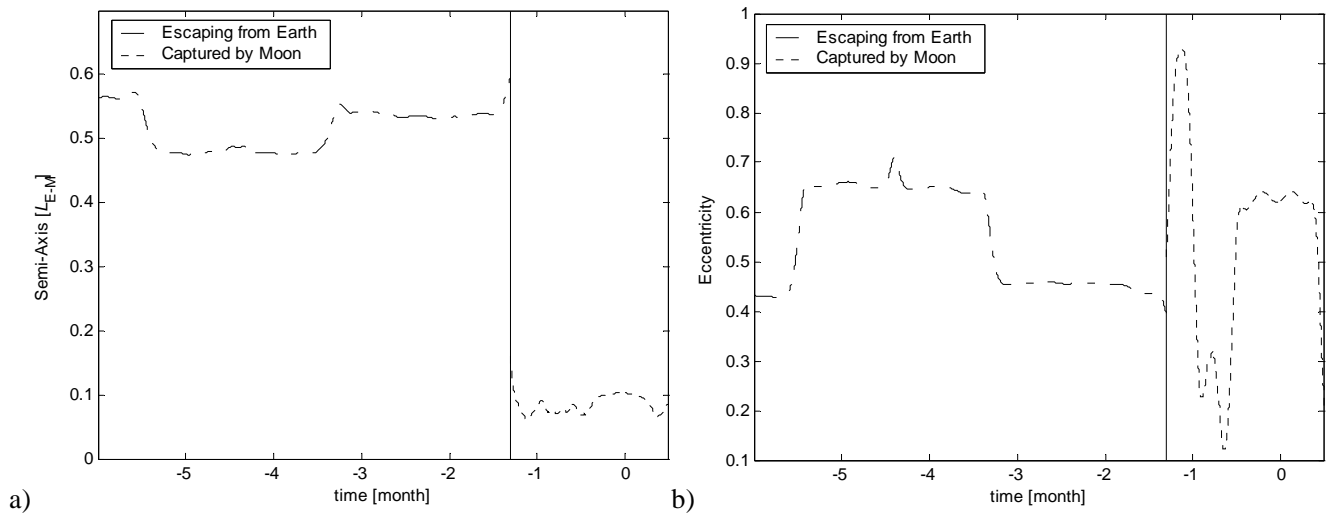 Escaping from Earth
Captured by Moon
0.6
0.5
0.4
0.3
0.2
0.1
0
Semi-Axis [L_E-M]
-5
-4
-3
-2
-1
0
time [month]
a)
Escaping from Earth
Captured by Moon
1
0.9
0.8
0.7
0.6
0.5
0.4
0.3
0.2
0.1
Eccentricity
-5
-4
-3
-2
-1
0
time [month]
b)